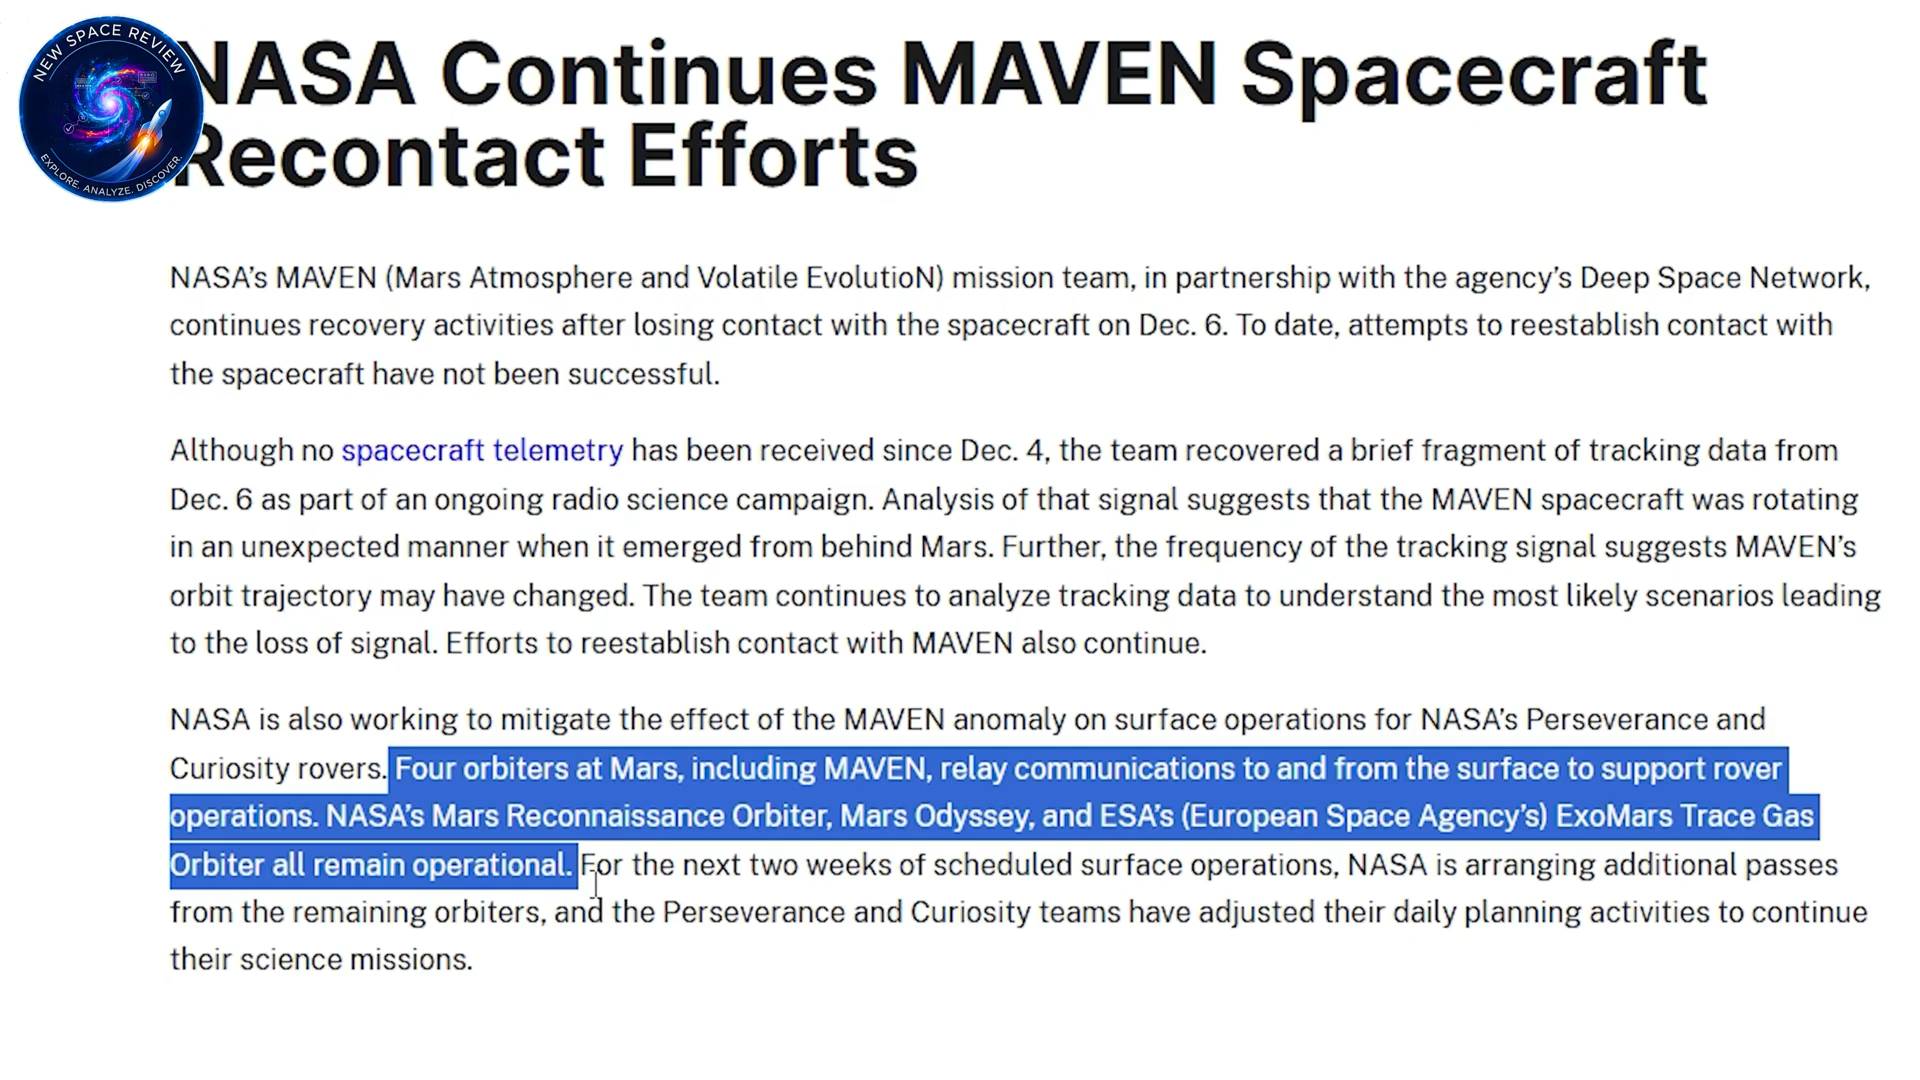 NEW SPACE REVIEW
EXPLORE. ANALYZE. DISCOVER.
NASA Continues MAVEN Spacecraft
Recontact Efforts
NASA’s MAVEN (Mars Atmosphere and Volatile EvolutioN) mission team, in partnership with the agency’s Deep Space Network,
continues recovery activities after losing contact with the spacecraft on Dec. 6. To date, attempts to reestablish contact with
the spacecraft have not been successful.
Although no spacecraft telemetry has been received since Dec. 4, the team recovered a brief fragment of tracking data from
Dec. 6 as part of an ongoing radio science campaign. Analysis of that signal suggests that the MAVEN spacecraft was rotating
in an unexpected manner when it emerged from behind Mars. Further, the frequency of the tracking signal suggests MAVEN’s
orbit trajectory may have changed. The team continues to analyze tracking data to understand the most likely scenarios leading
to the loss of signal. Efforts to reestablish contact with MAVEN also continue.
NASA is also working to mitigate the effect of the MAVEN anomaly on surface operations for NASA’s Perseverance and
Curiosity rovers. Four orbiters at Mars, including MAVEN, relay communications to and from the surface to support rover
operations. NASA’s Mars Reconnaissance Orbiter, Mars Odyssey, and ESA’s (European Space Agency’s) ExoMars Trace Gas
Orbiter all remain operational. For the next two weeks of scheduled surface operations, NASA is arranging additional passes
from the remaining orbiters, and the Perseverance and Curiosity teams have adjusted their daily planning activities to continue
their science missions.